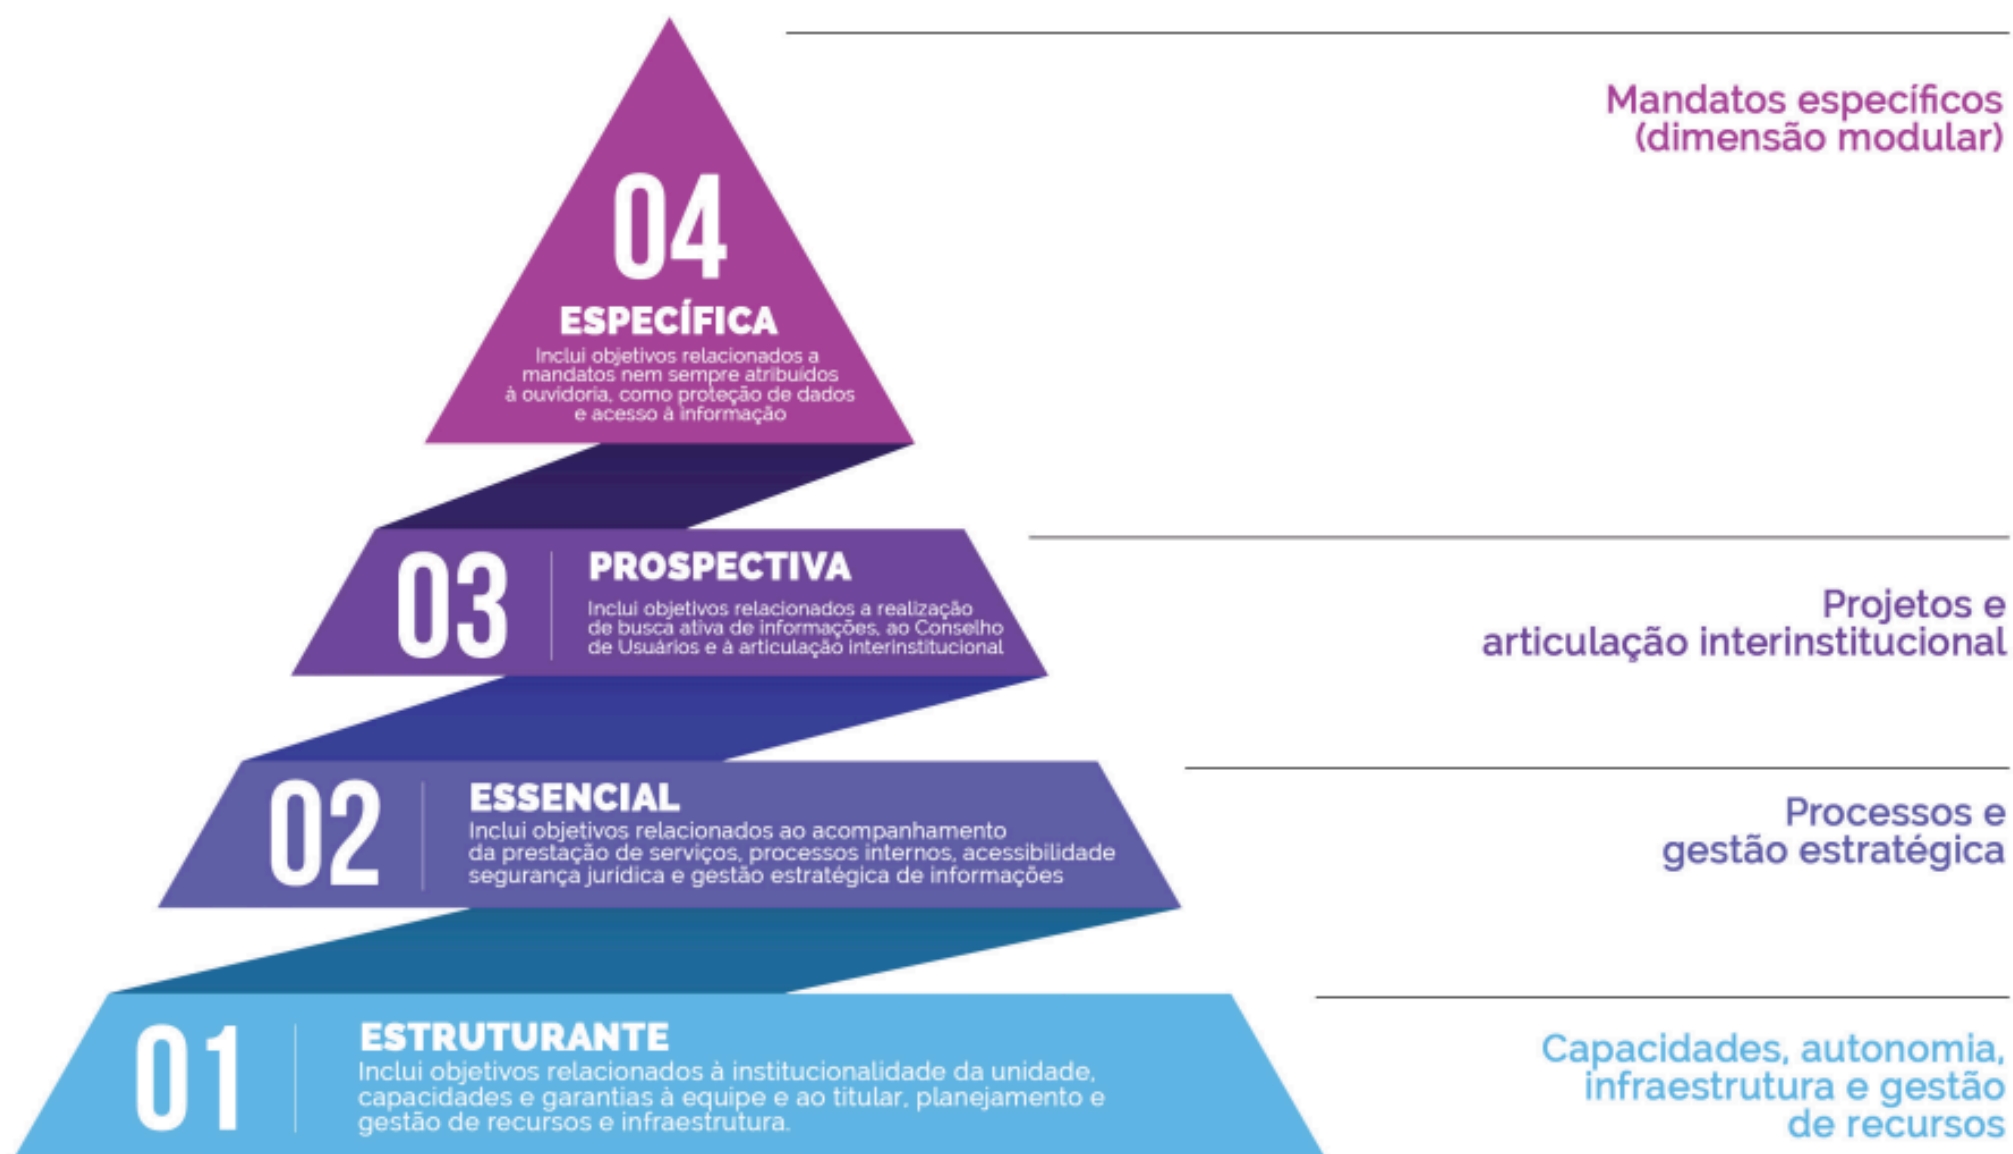 Mandatos específicos
(dimensão modular)
04
ESPECÍFICA
Inclui objetivos relacionados a
mandatos nem sempre atribuídos
à ouvidoria, como proteção de dados
e acesso à informação
03
PROSPECTIVA
Inclui objetivos relacionados a realização
de busca ativa de informações, ao Conselho
de Usuários e à articulação interinstitucional
Projetos e
articulação interinstitucional
02
ESSENCIAL
Inclui objetivos relacionados ao acompanhamento
da prestação de serviços, processos internos, acessibilidade
segurança jurídica e gestão estratégica de informações
Processos e
gestão estratégica
01
ESTRUTURANTE
Inclui objetivos relacionados à institucionalidade da unidade,
capacidades e garantias à equipe e ao titular, planejamento e
gestão de recursos e infraestrutura.
Capacidades, autonomia,
infraestrutura e gestão
de recursos